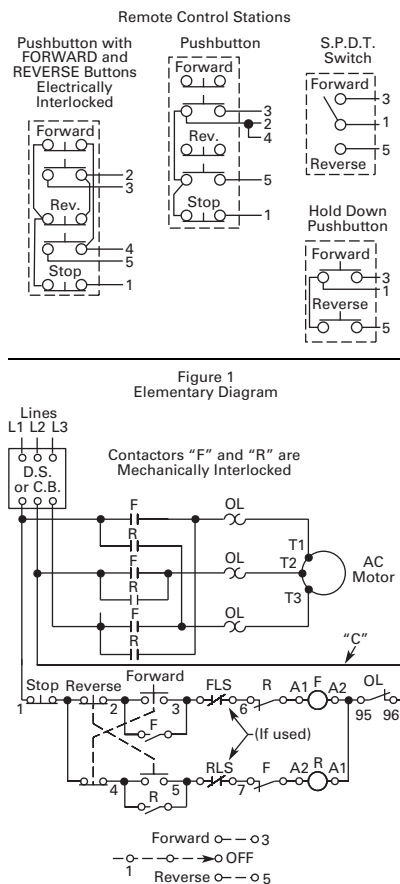 Remote Control Stations
Pushbutton with
FORWARD and
REVERSE Buttons
Electrically
Interlocked
Forward
2
3
Rev.
4
5
Stop
1
Pushbutton
Forward
3
2
4
Rev.
5
Stop
1
S.P.D.T.
Switch
Forward
3
1
5
Reverse
Hold Down
Pushbutton
Forward
3
1
Reverse
5
Figure 1
Elementary Diagram
Lines
L1 L2 L3
Contactors "F" and "R" are
Mechanically Interlocked
D.S.
or C.B.
F
OL
R
T1
F
OL
T2
AC
Motor
R
T3
F
OL
R
"C"
Stop Reverse Forward FLS R A1 F A2 OL
1 2 3 6 95 96
F
(If used)
RLS F A2 R A1
4 5 7
R
Forward 3
1 OFF
Reverse 5